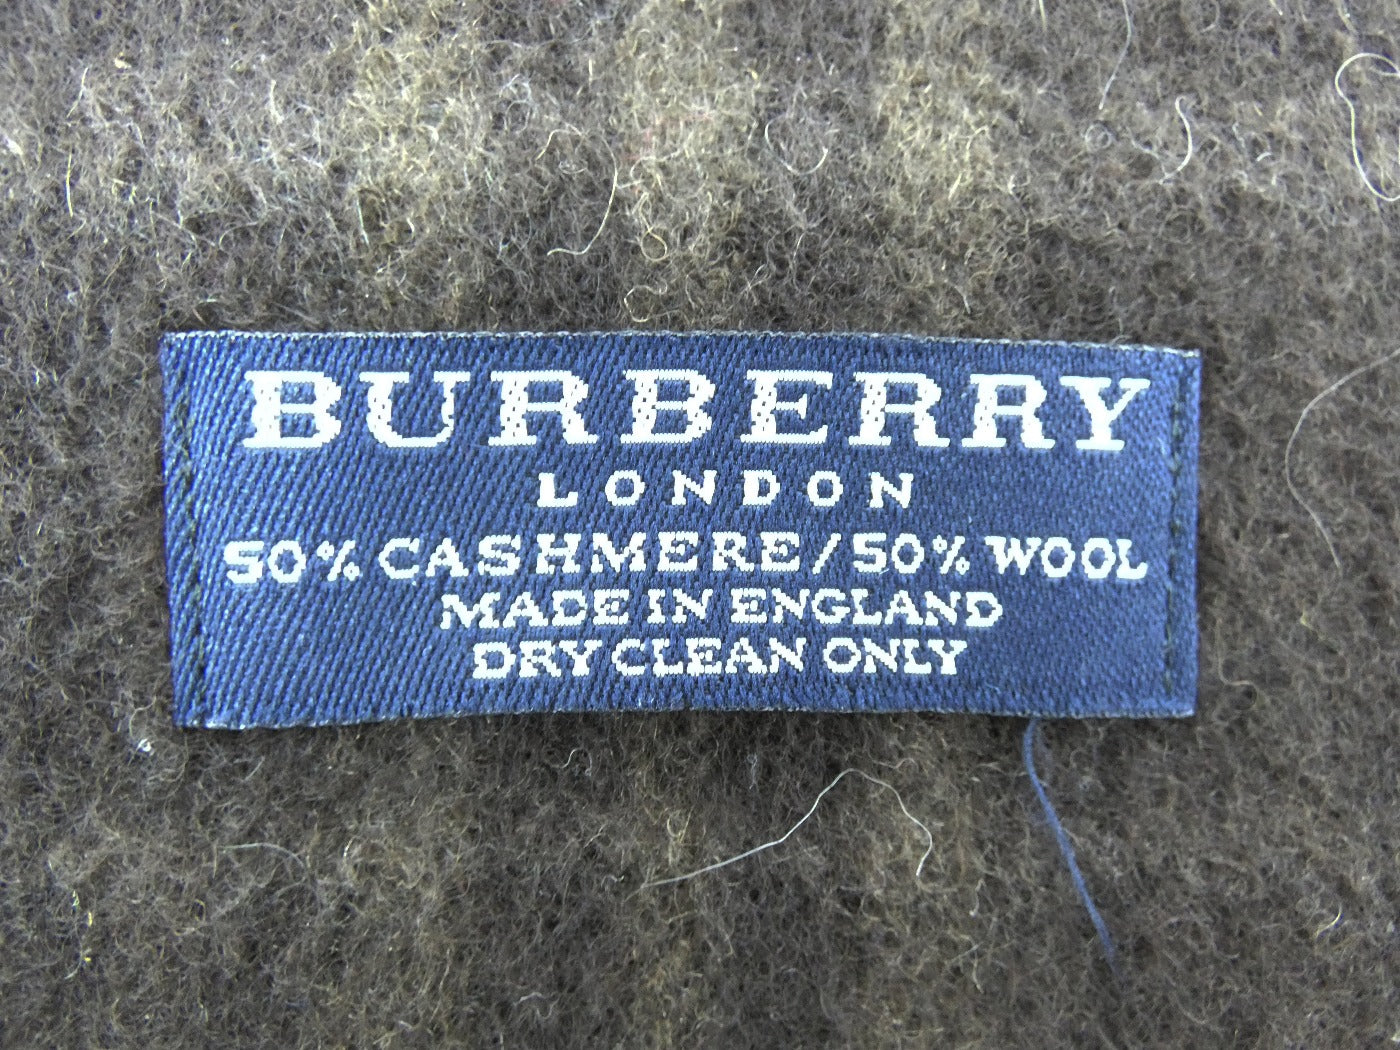 BURBERRY
LONDON
50% CASHMERE/50% WOOL
MADE IN ENGLAND
DRY CLEAN ONLY